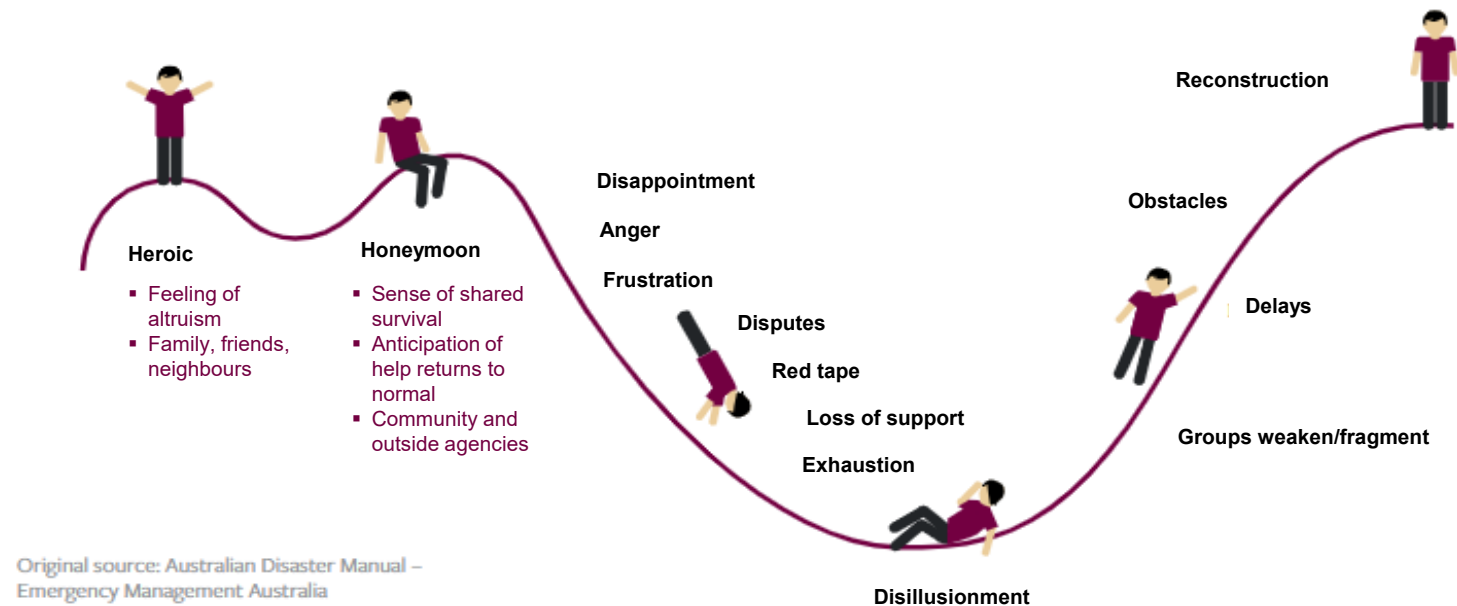 Heroic
▪ Feeling of
altruism
▪ Family, friends,
neighbours
Honeymoon
▪ Sense of shared
survival
▪ Anticipation of
help returns to
normal
▪ Community and
outside agencies
Disappointment
Anger
Frustration
Disputes
Red tape
Loss of support
Exhaustion
Disillusionment
Reconstruction
Obstacles
Delays
Groups weaken/fragment
Original source: Australian Disaster Manual –
Emergency Management Australia